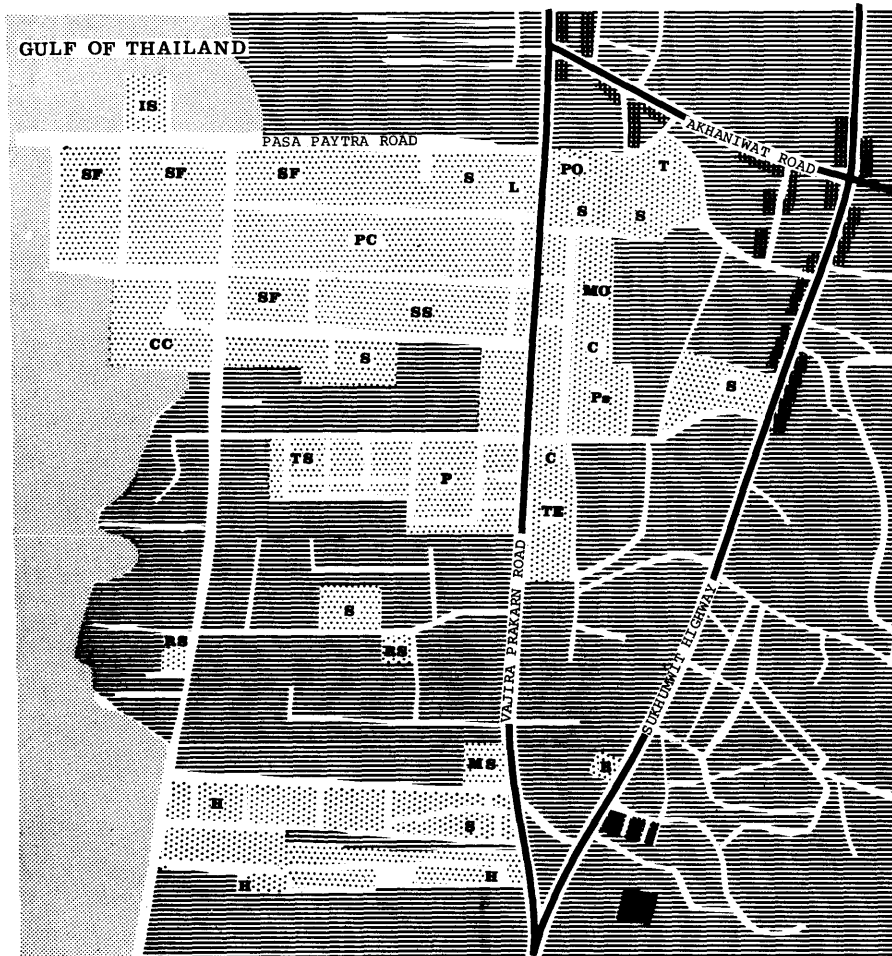 GULF OF THAILAND
IS
PASA PAYTRA ROAD
AKHANIWAT ROAD
SF
SF
SF
S
L
PO.
T
S
S
PC
MO
SF
SS
CC
S
C
S
Ps
TS
P
C
TE
VAJIRA PRAKARN ROAD
SUKHUMWIT HIGHWAY
S
RS
RS
MS
H
S
H
H